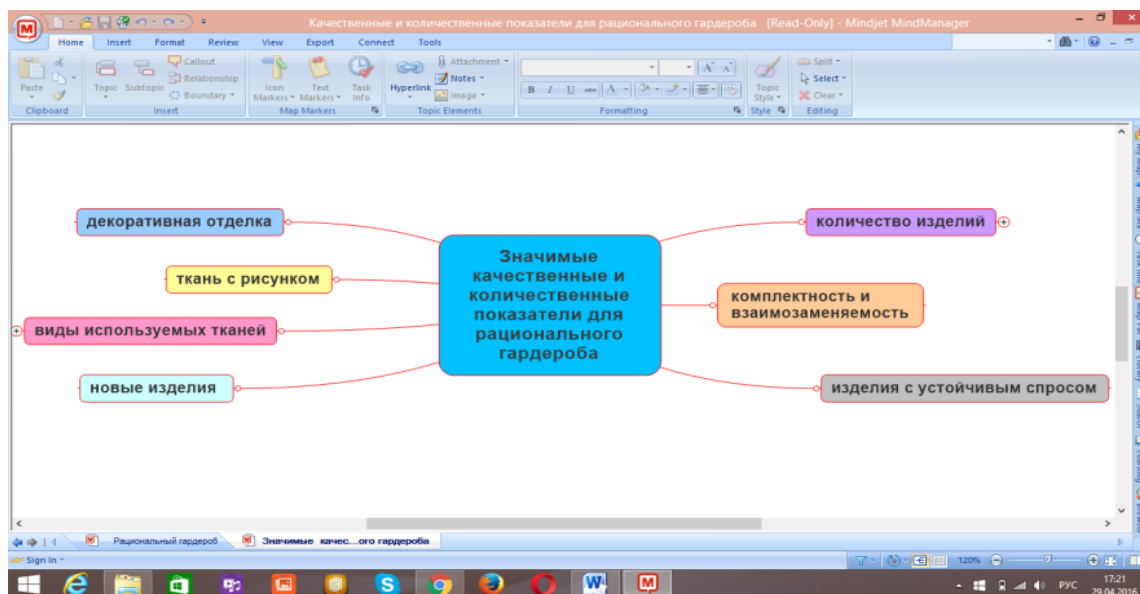 Качественные и количественные показатели для рационального гардероба [Read-Only] - Mindjet MindManager
Home Insert Format Review View Export Connect Tools
Paste
Clipboard
Topic
Subtopic
Callout
Relationship
Boundary
Insert
Icon Markers
Text Markers
Task Info
Map Markers
Hyperlink
Attachment
Notes
Image
Topic Elements
B I U abc A
Formatting
Topic Style
Style
Split
Select
Clear
Editing
декоративная отделка
ткань с рисунком
виды используемых тканей
новые изделия
Значимые
качественные и
количественные
показатели для
рационального
гардероба
количество изделий
комплектность и
взаимозаменяемость
изделия с устойчивым спросом
Рациональный гардероб
Значимые качес...ого гардероба
Sign In
120%
РУС
17:21
29.04.2016